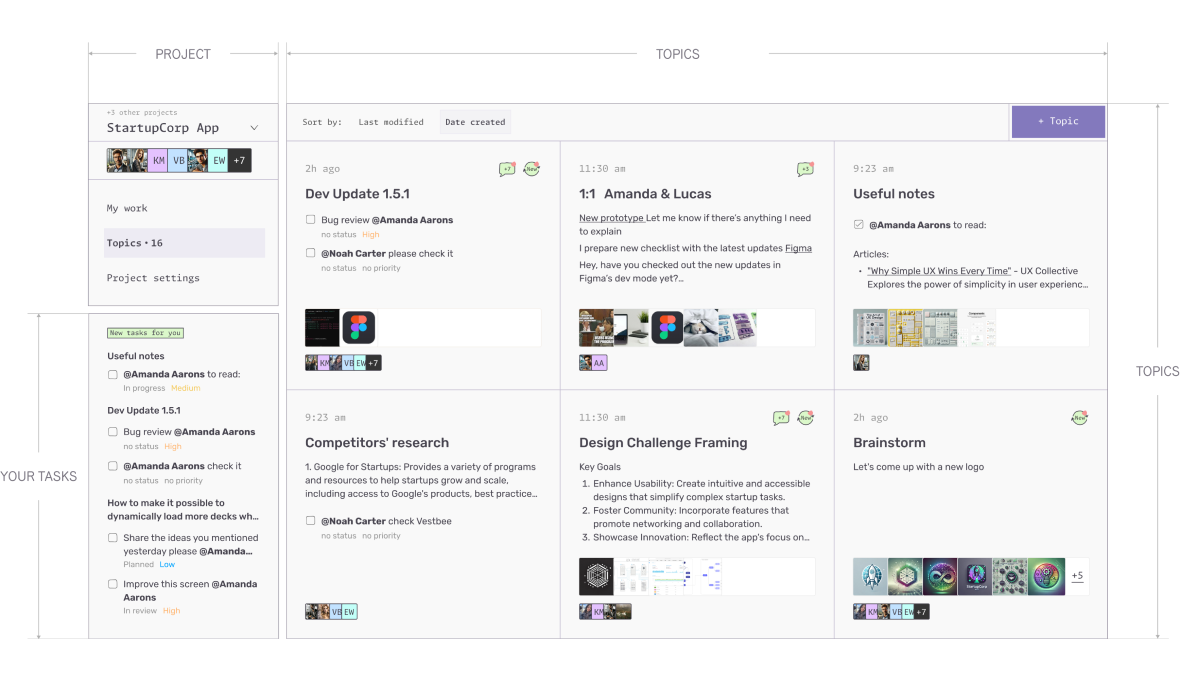 PROJECT
TOPICS
+3 other projects
StartupCorp App
KM VB EW +7
My work
Topics • 16
Project settings
Sort by: Last modified Date created
+ Topic
2h ago
+7 New
Dev Update 1.5.1
Bug review @Amanda Aarons
no status High
@Noah Carter please check it
no status no priority
KM VB EW +7
11:30 am
+3
1:1 Amanda & Lucas
New prototype Let me know if there's anything I need
to explain
I prepare new checklist with the latest updates Figma
Hey, have you checked out the new updates in
Figma's dev mode yet?…
AA
9:23 am
Useful notes
@Amanda Aarons to read:
Articles:
• "Why Simple UX Wins Every Time" - UX Collective
Explores the power of simplicity in user experienc…
YOUR TASKS
New tasks for you
Useful notes
@Amanda Aarons to read:
In progress Medium
Dev Update 1.5.1
Bug review @Amanda Aarons
no status High
@Amanda Aarons check it
no status no priority
How to make it possible to
dynamically load more decks wh…
Share the ideas you mentioned
yesterday please @Amanda…
Planned Low
Improve this screen @Amanda
Aarons
In review High
9:23 am
Competitors' research
1. Google for Startups: Provides a variety of programs
and resources to help startups grow and scale,
including access to Google's products, best practice…
@Noah Carter check Vestbee
no status no priority
VB EW
11:30 am
+7 New
Design Challenge Framing
Key Goals
1. Enhance Usability: Create intuitive and accessible
designs that simplify complex startup tasks.
2. Foster Community: Incorporate features that
promote networking and collaboration.
3. Showcase Innovation: Reflect the app's focus on…
KM
2h ago
New
Brainstorm
Let's come up with a new logo
+5
KM VB EW +7
TOPICS